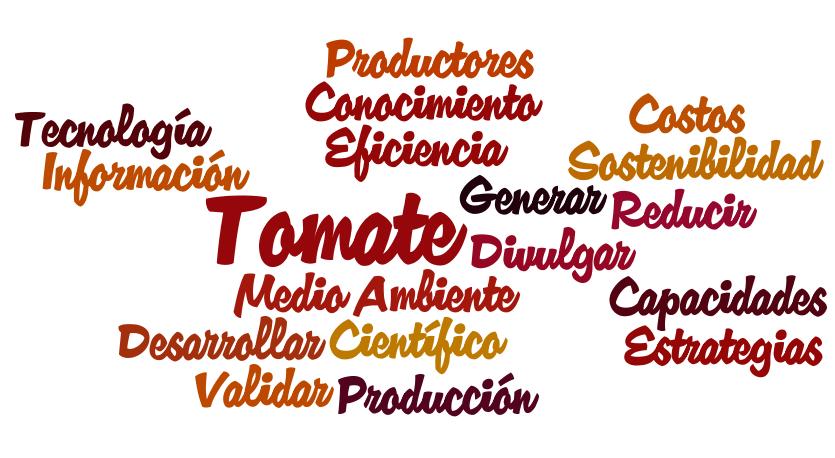 Productores
Conocimiento
Eficiencia
Tecnología
Información
Costos
Sostenibilidad
Generar Reducir
Tomate Divulgar
Medio Ambiente
Capacidades
Desarrollar Científico
Estrategias
Validar Producción